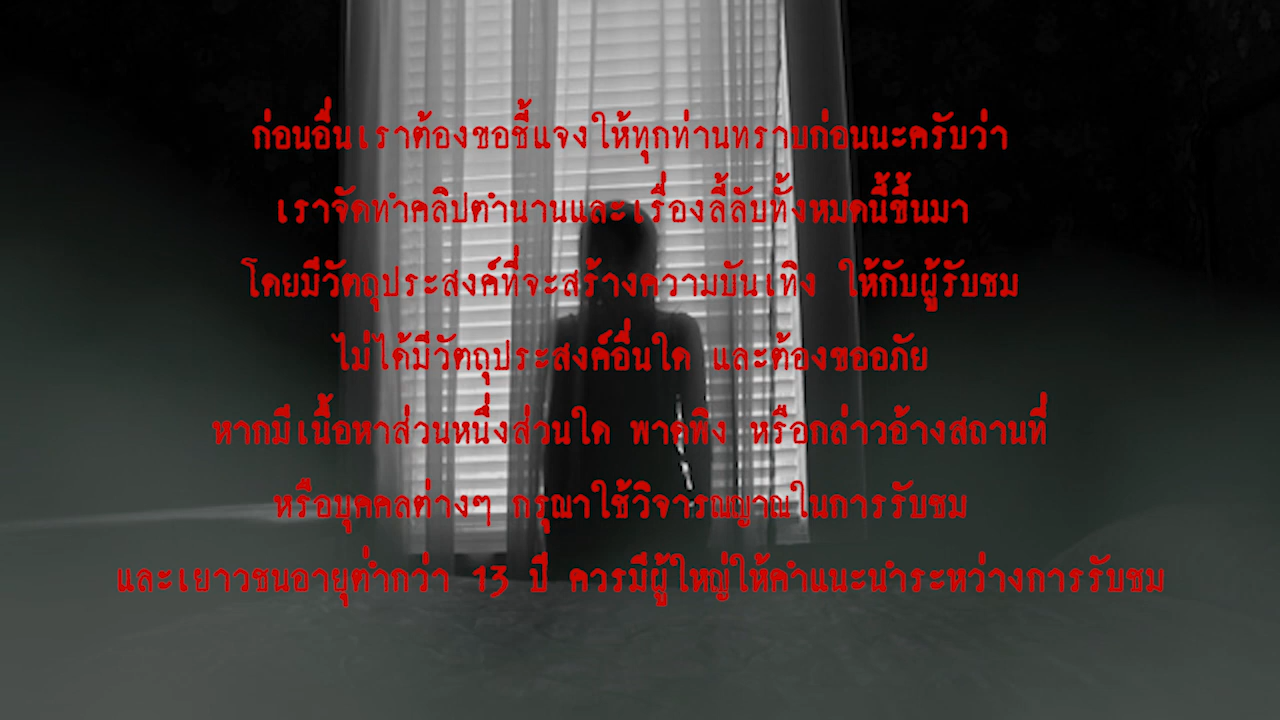 ก่อนอื่นเราต้องขอชี้แจงให้ทุกท่านทราบก่อนนะครับว่า
เราจัดทำคลิปตำนานและเรื่องลี้ลับทั้งหมดนี้ขึ้นมา
โดยมีวัตถุประสงค์ที่จะสร้างความบันเทิง ให้กับผู้รับชม
ไม่ได้มีวัตถุประสงค์อื่นใด และต้องขออภัย
หากมีเนื้อหาส่วนหนึ่งส่วนใด พาดพิง หรือกล่าวอ้างสถานที่
หรือบุคคลต่างๆ กรุณาใช้วิจารณญาณในการรับชม
และเยาวชนอายุต่ำกว่า 13 ปี ควรมีผู้ใหญ่ให้คำแนะนำระหว่างการรับชม